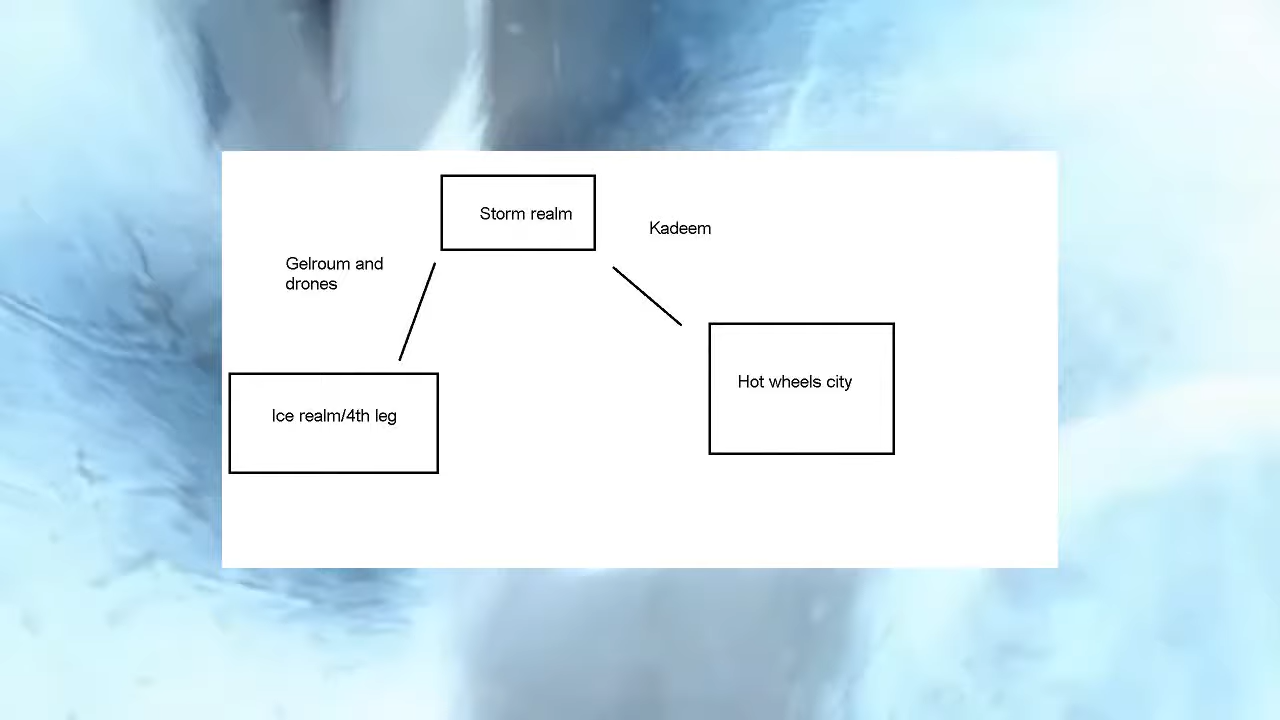 Storm realm
Kadeem
Gelroum and
drones
Hot wheels city
Ice realm/4th leg